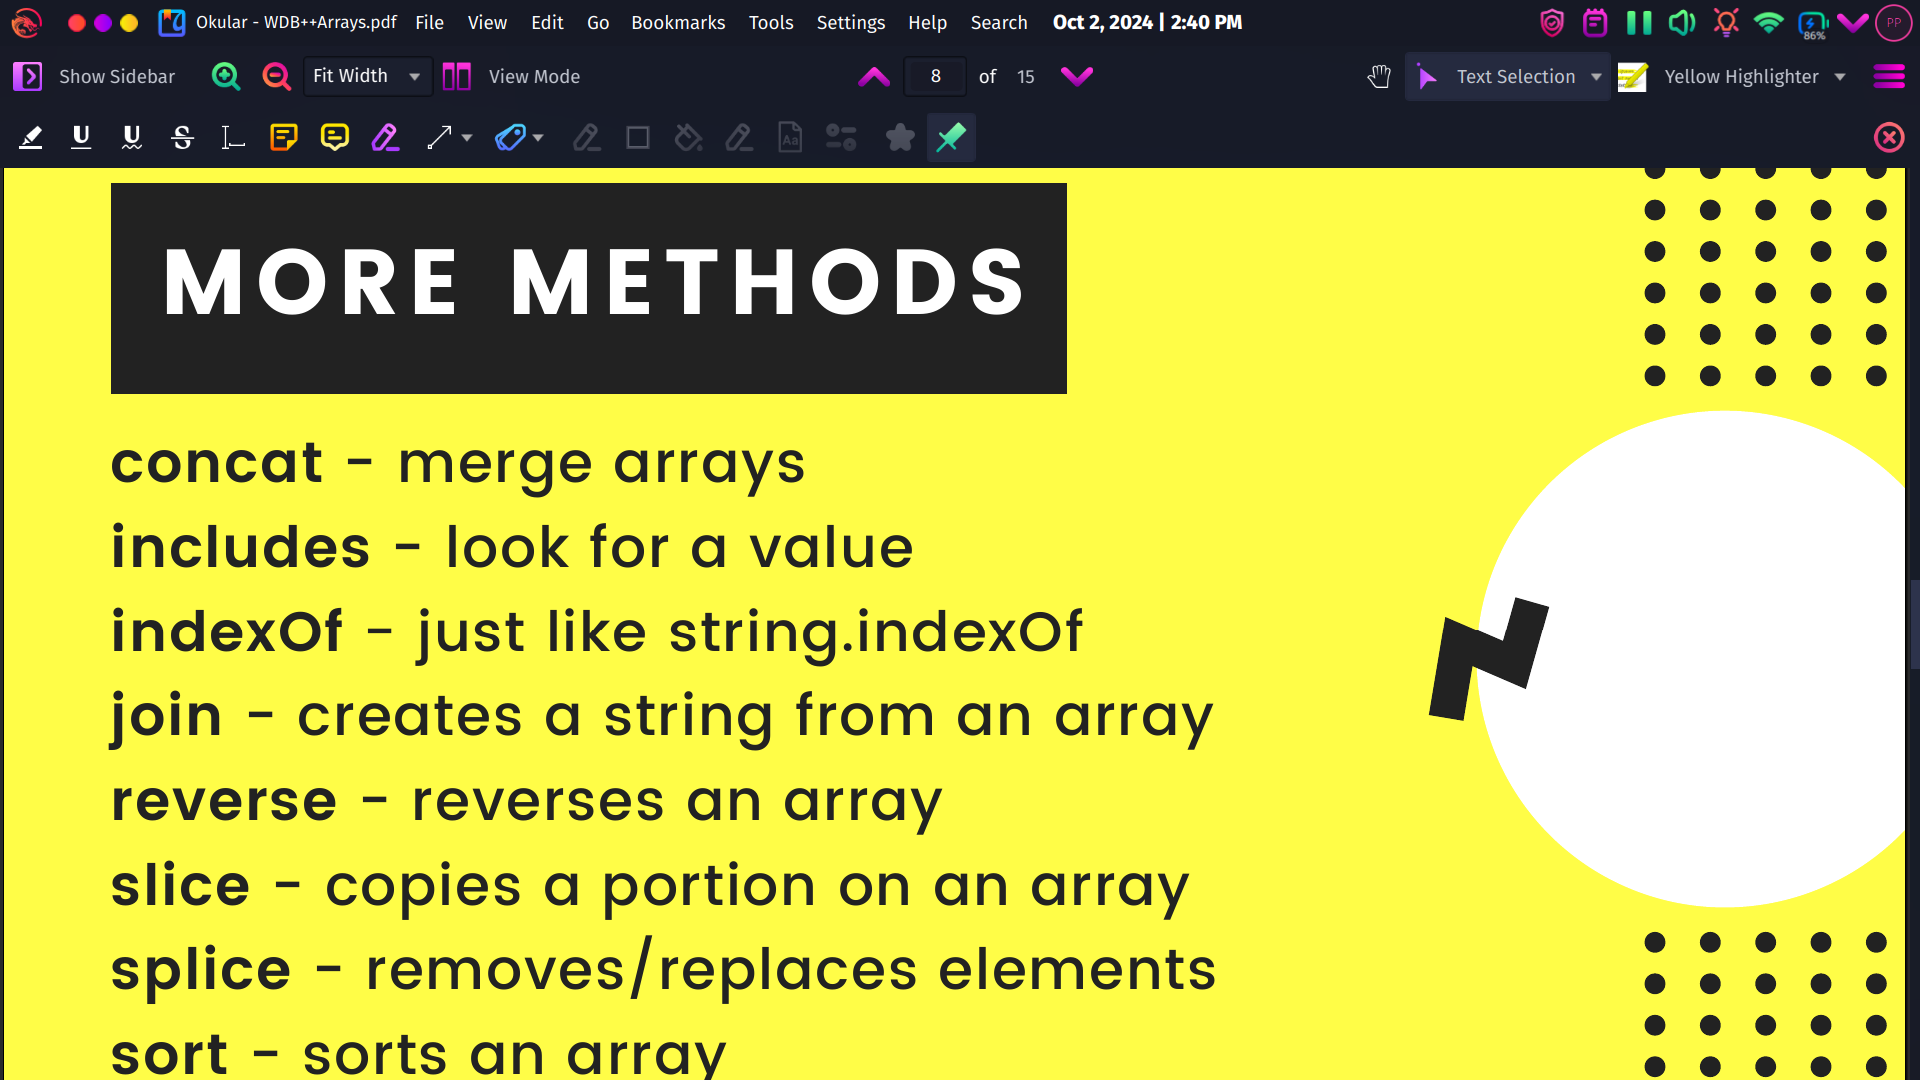 Okular - WDB++Arrays.pdf File View Edit Go Bookmarks Tools Settings Help Search Oct 2, 2024 | 2:40 PM 86% PP
Show Sidebar Fit Width View Mode 8 of 15 Text Selection Yellow Highlighter
MORE METHODS
concat - merge arrays
includes - look for a value
indexOf - just like string.indexOf
join - creates a string from an array
reverse - reverses an array
slice - copies a portion on an array
splice - removes/replaces elements
sort - sorts an array